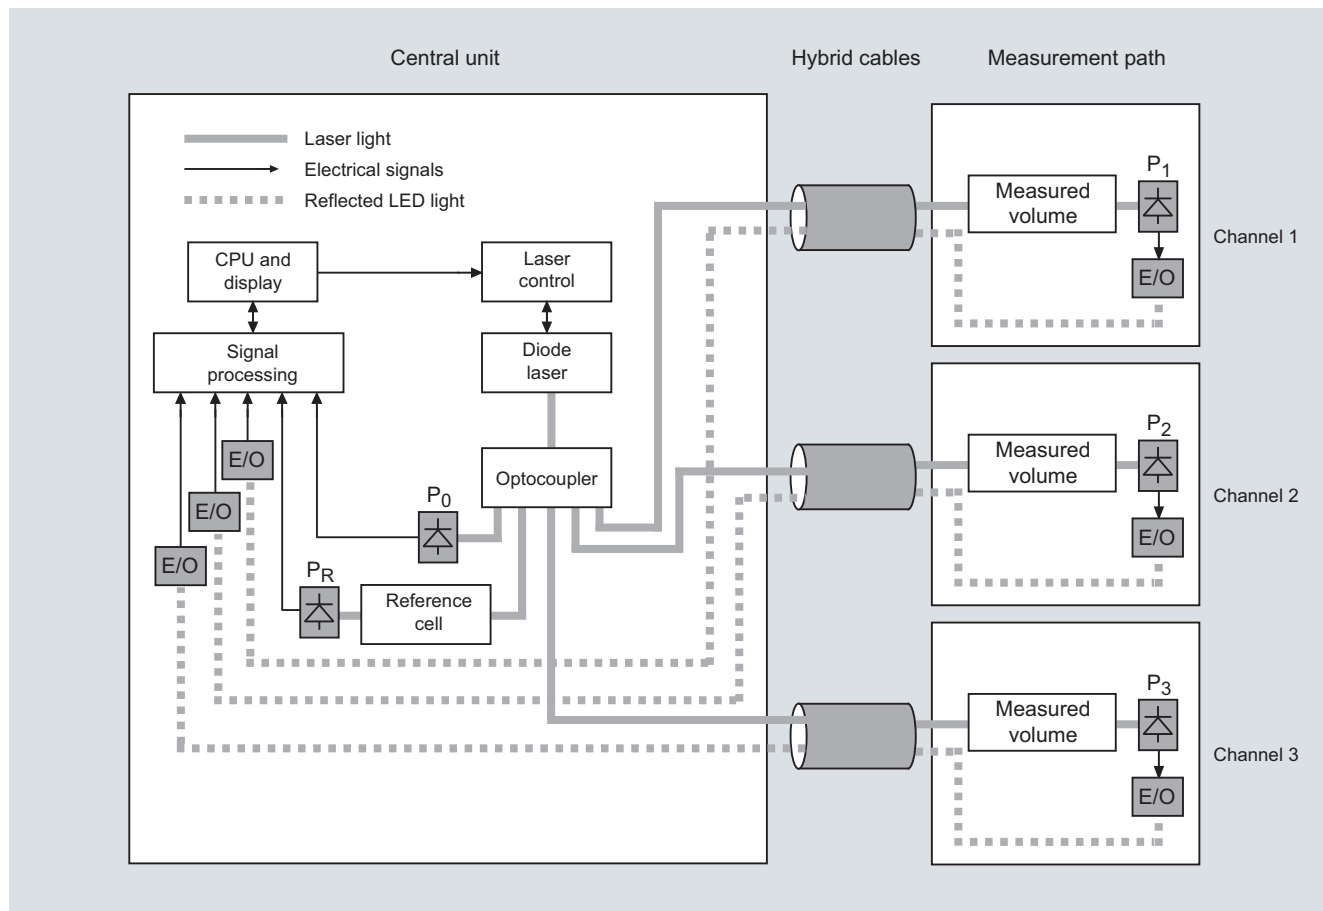 Central unit
Hybrid cables
Measurement path
Laser light
Electrical signals
Reflected LED light
CPU and
display
Laser
control
Signal
processing
Diode
laser
Optocoupler
E/O
E/O
E/O
P0
PR
Reference
cell
Measured
volume
P1
E/O
Channel 1
Measured
volume
P2
E/O
Channel 2
Measured
volume
P3
E/O
Channel 3